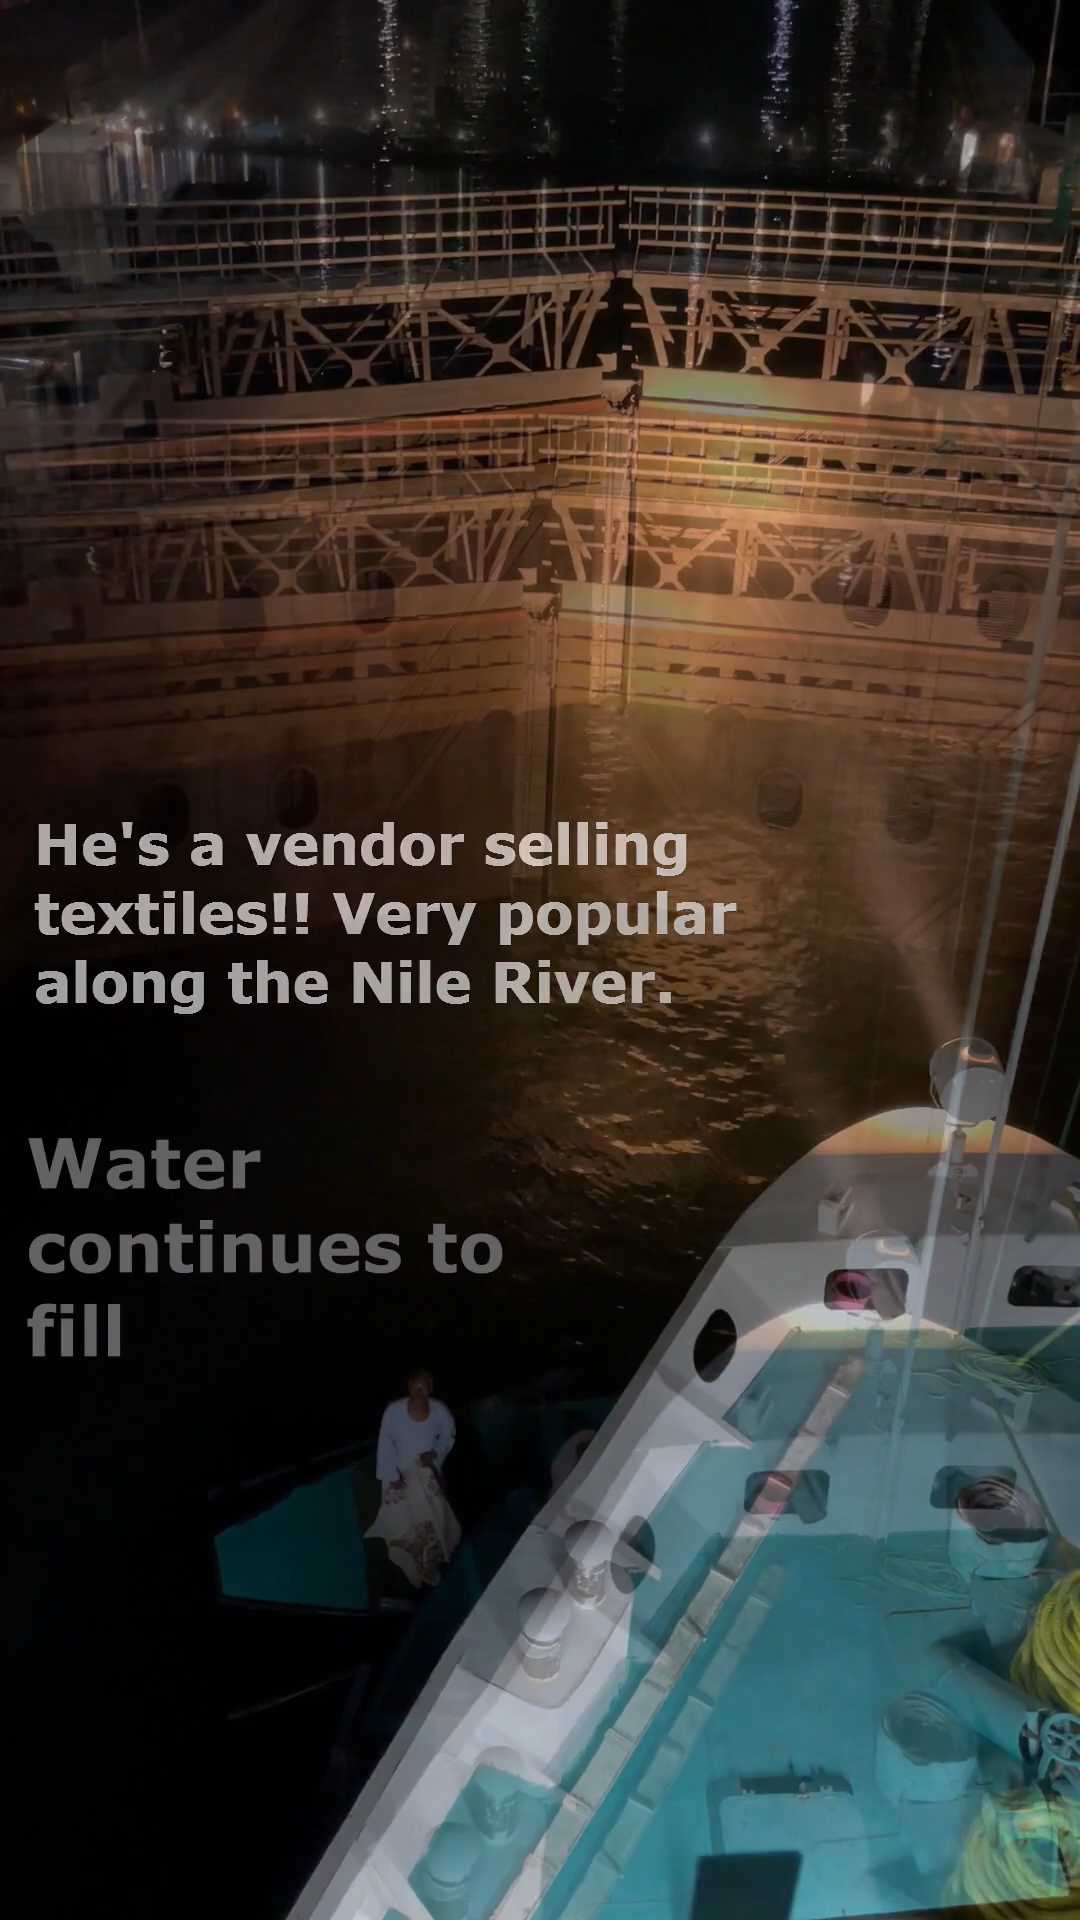 He's a vendor selling
textiles!! Very popular
along the Nile River.
Water
continues to
fill